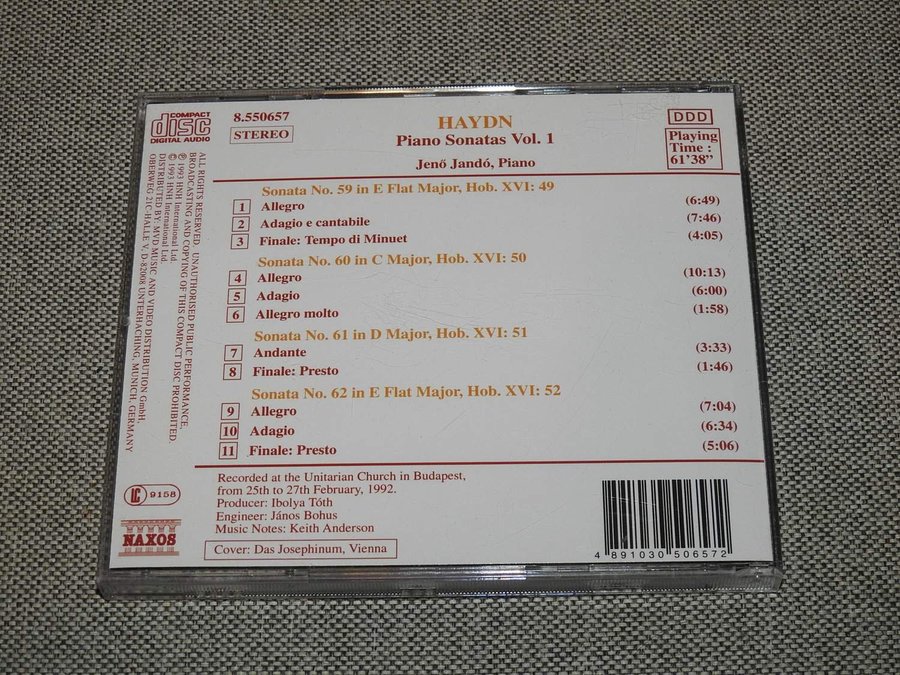 COMPACT
disc
DIGITAL AUDIO
8.550657
STEREO
HAYDN
Piano Sonatas Vol. 1
Jenő Jandó, Piano
DDD
Playing
Time :
61'38"
Sonata No. 59 in E Flat Major, Hob. XVI: 49
1 Allegro (6:49)
2 Adagio e cantabile (7:46)
3 Finale: Tempo di Minuet (4:05)
Sonata No. 60 in C Major, Hob. XVI: 50
4 Allegro (10:13)
5 Adagio (6:00)
6 Allegro molto (1:58)
Sonata No. 61 in D Major, Hob. XVI: 51
7 Andante (3:33)
8 Finale: Presto (1:46)
Sonata No. 62 in E Flat Major, Hob. XVI: 52
9 Allegro (7:04)
10 Adagio (6:34)
11 Finale: Presto (5:06)
Recorded at the Unitarian Church in Budapest,
from 25th to 27th February, 1992.
Producer: Ibolya Tóth
Engineer: János Bohus
Music Notes: Keith Anderson
Cover: Das Josephinum, Vienna
4 891030 506572
ALL RIGHTS RESERVED. UNAUTHORISED PUBLIC PERFORMANCE,
BROADCASTING AND COPYING OF THIS COMPACT DISC PROHIBITED.
℗ 1993 HNH International Ltd.
© 1993 HNH International Ltd.
DISTRIBUTED BY: MVD MUSIC AND VIDEO DISTRIBUTION GmbH,
OBERWEG 21C-HALLE V, D-82008 UNTERHACHING, MUNICH, GERMANY
LC 9158
NAXOS